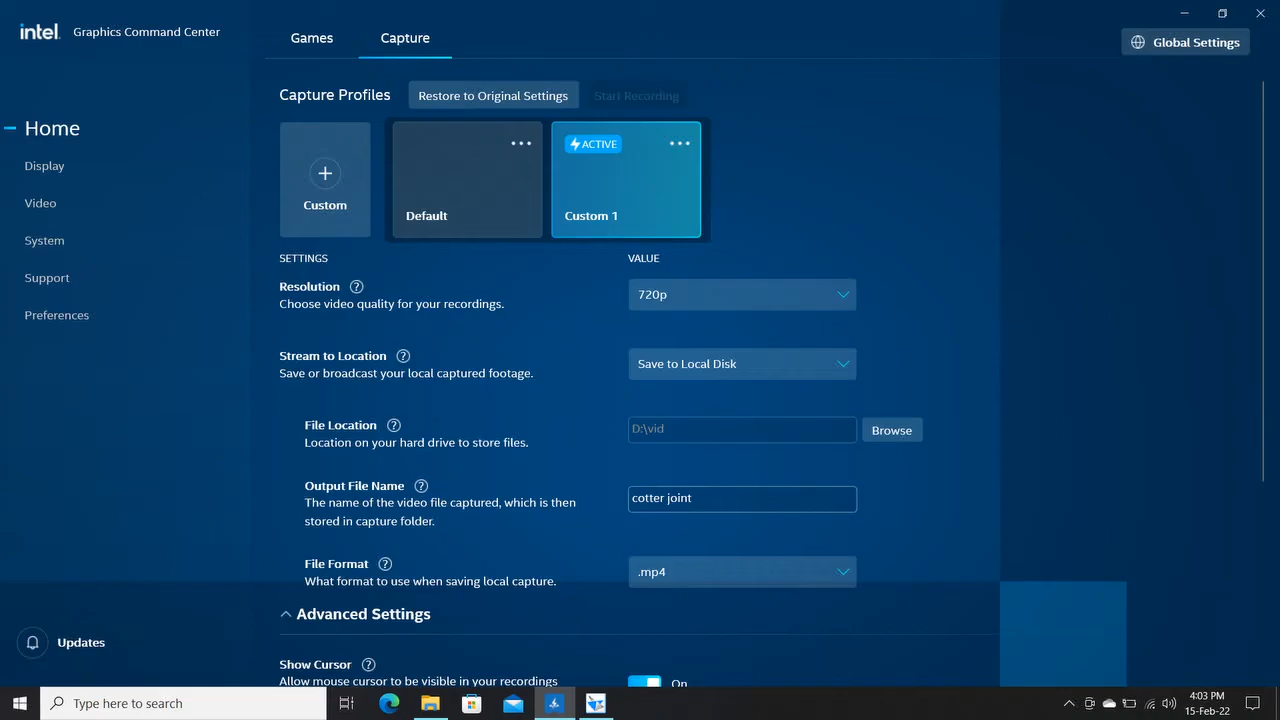 intel. Graphics Command Center
Games
Capture
Global Settings
Capture Profiles
Restore to Original Settings
Start Recording
Home
Display
Video
System
Support
Preferences
Custom
Default
ACTIVE
Custom 1
SETTINGS
VALUE
Resolution
Choose video quality for your recordings.
720p
Stream to Location
Save or broadcast your local captured footage.
Save to Local Disk
File Location
Location on your hard drive to store files.
D:\vid
Browse
Output File Name
The name of the video file captured, which is then
stored in capture folder.
cotter joint
File Format
What format to use when saving local capture.
.mp4
Advanced Settings
Show Cursor
Allow mouse cursor to be visible in your recordings
On
Updates
Type here to search
4:03 PM
15-Feb-22